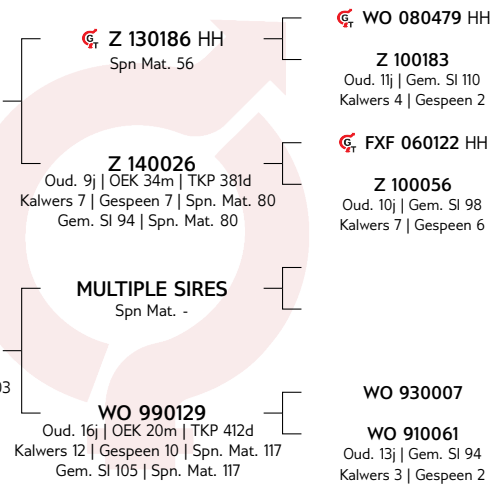 GT Z 130186 HH
Spn Mat. 56
Z 140026
Oud. 9j | OEK 34m | TKP 381d
Kalwers 7 | Gespeen 7 | Spn. Mat. 80
Gem. SI 94 | Spn. Mat. 80
MULTIPLE SIRES
Spn Mat. -
03
WO 990129
Oud. 16j | OEK 20m | TKP 412d
Kalwers 12 | Gespeen 10 | Spn. Mat. 117
Gem. SI 105 | Spn. Mat. 117
GT WO 080479 HH
Z 100183
Oud. 11j | Gem. SI 110
Kalwers 4 | Gespeen 2
GT FXF 060122 HH
Z 100056
Oud. 10j | Gem. SI 98
Kalwers 7 | Gespeen 6
WO 930007
WO 910061
Oud. 13j | Gem. SI 94
Kalwers 3 | Gespeen 2